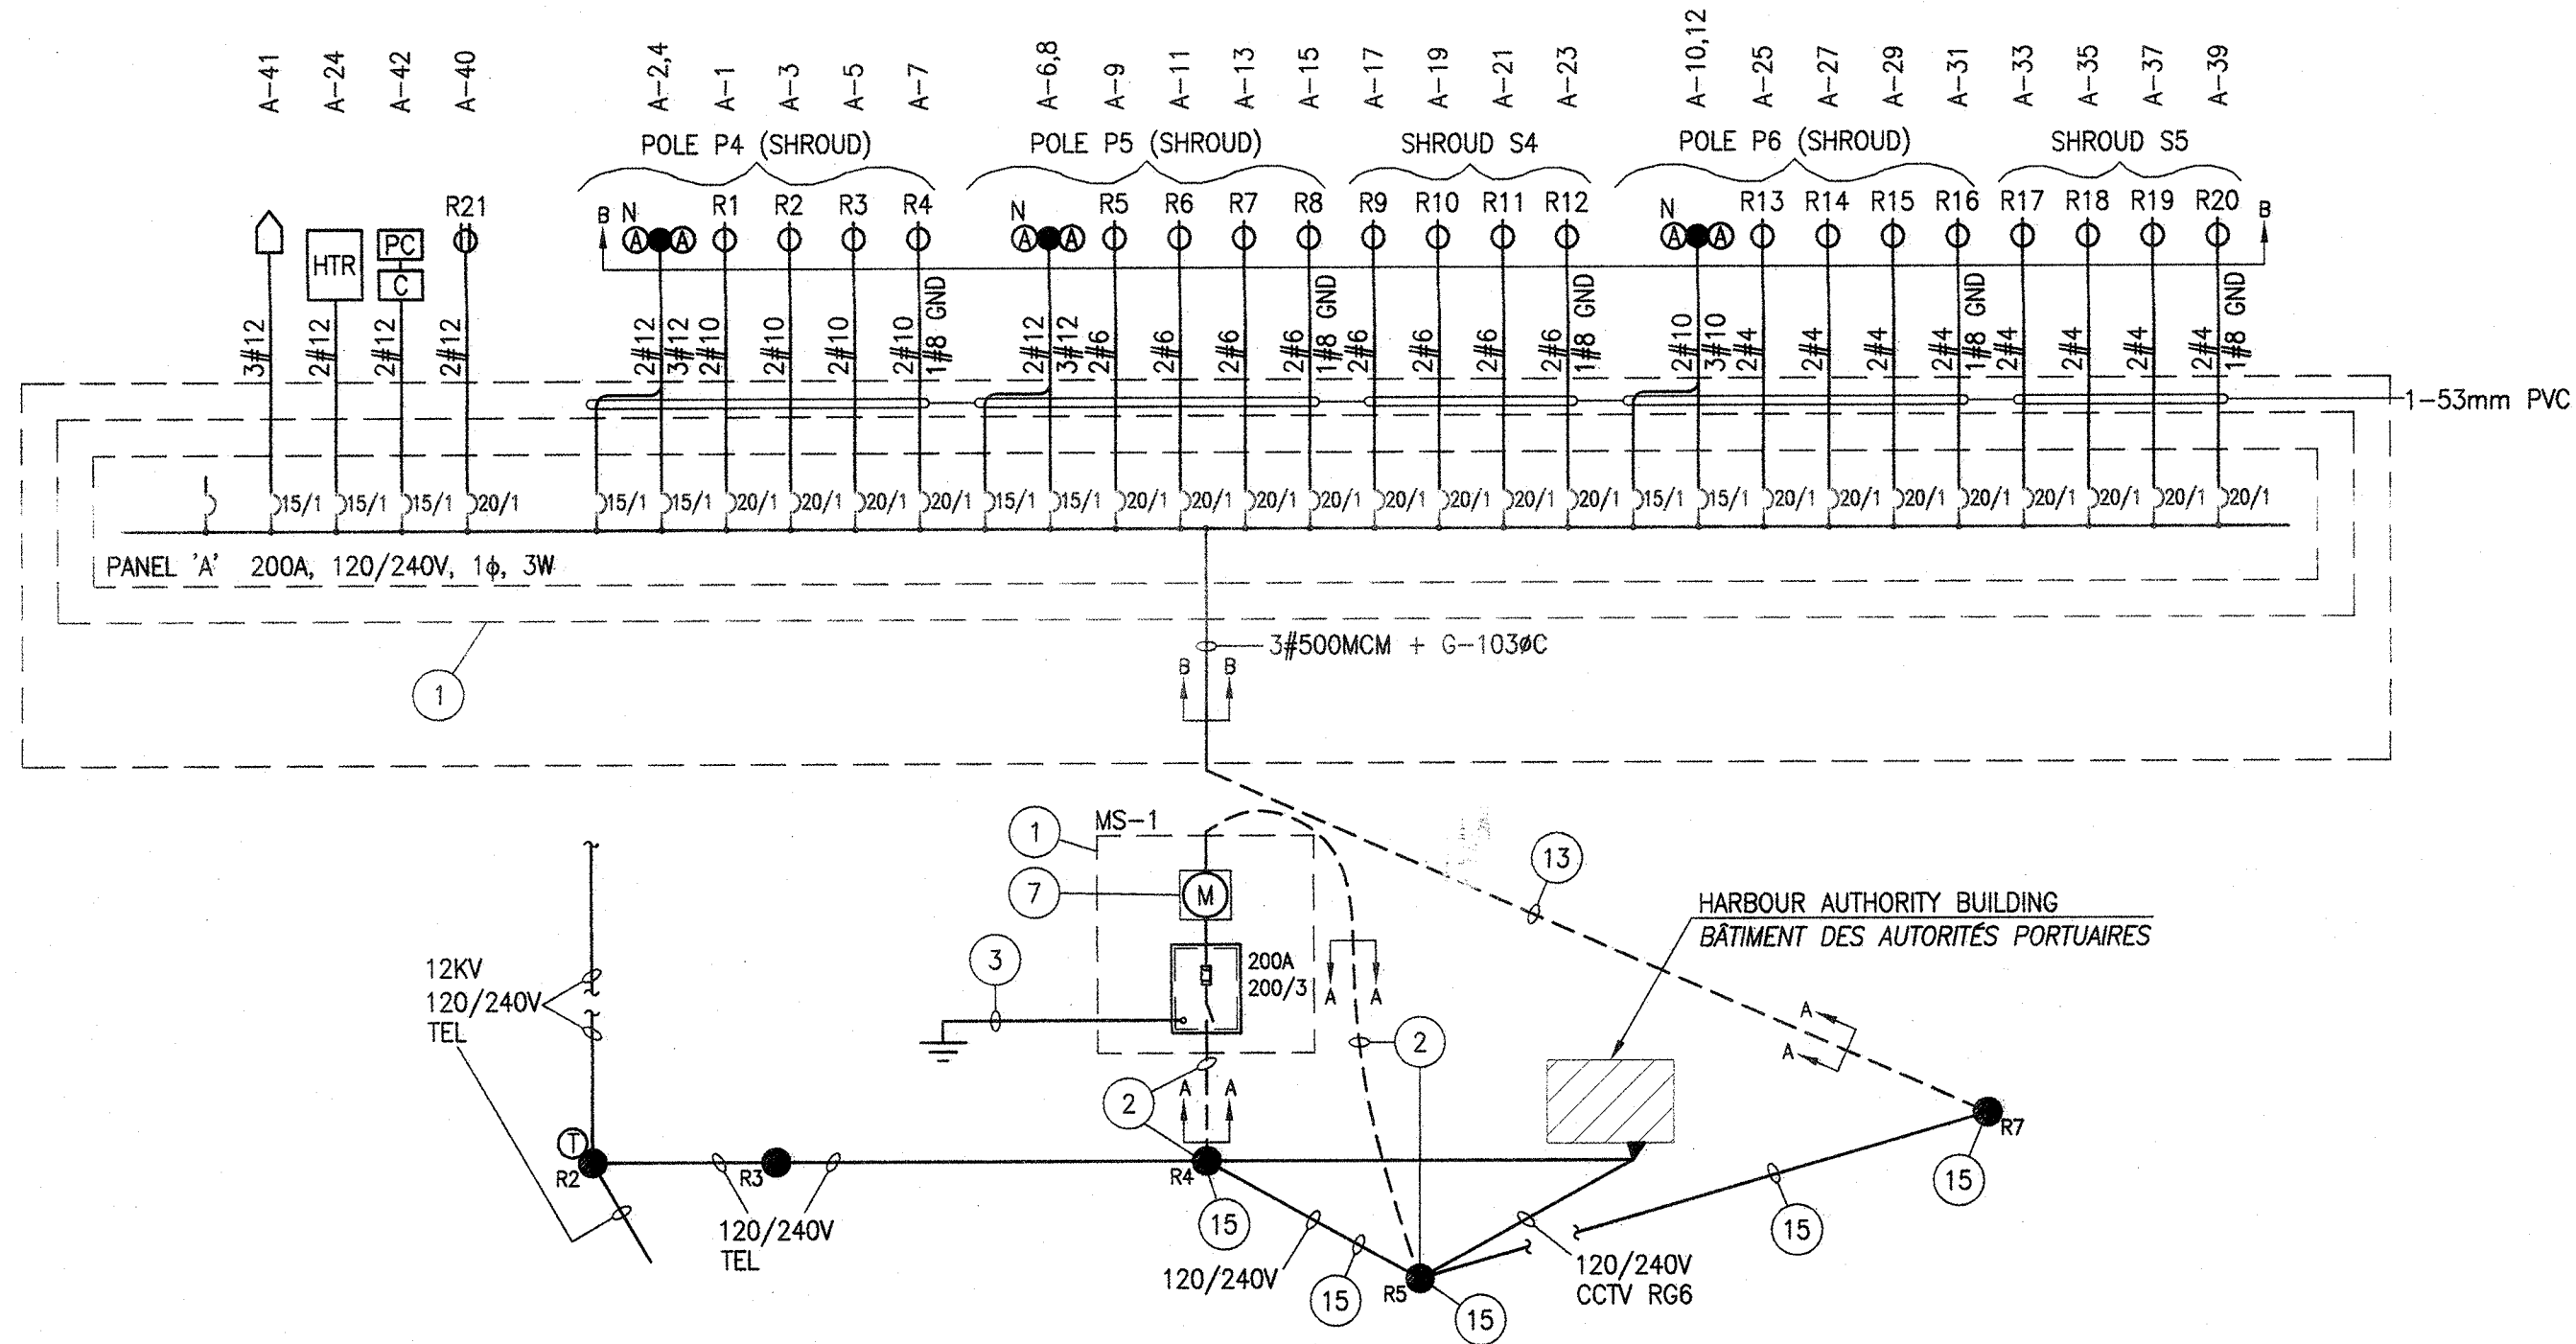 A-41 A-24 A-42 A-40 A-2,4 A-1 A-3 A-5 A-7 A-6,8 A-9 A-11 A-13 A-15 A-17 A-19 A-21 A-23 A-10,12 A-25 A-27 A-29 A-31 A-33 A-35 A-37 A-39
POLE P4 (SHROUD) POLE P5 (SHROUD) SHROUD S4 POLE P6 (SHROUD) SHROUD S5
R21 B N R1 R2 R3 R4 N R5 R6 R7 R8 R9 R10 R11 R12 N R13 R14 R15 R16 R17 R18 R19 R20 B
HTR PC A A A A A A
C
3#12 2#12 2#12 2#12 2#12 3#12 2#10 2#10 2#10 2#10 1#8 GND 2#12 3#12 2#6 2#6 2#6 2#6 1#8 GND 2#6 2#6 2#6 2#6 1#8 GND 2#10 3#10 2#4 2#4 2#4 2#4 1#8 GND 2#4 2#4 2#4 2#4 1#8 GND
1-53mm PVC
15/1 15/1 15/1 20/1 15/1 15/1 20/1 20/1 20/1 20/1 15/1 15/1 20/1 20/1 20/1 20/1 20/1 20/1 20/1 20/1 15/1 15/1 20/1 20/1 20/1 20/1 20/1 20/1 20/1 20/1
PANEL 'A' 200A, 120/240V, 1ϕ, 3W
3#500MCM + G-103øC
B B
1
MS-1
1
13
7
M
HARBOUR AUTHORITY BUILDING
BÂTIMENT DES AUTORITÉS PORTUAIRES
3
200A
200/3
12KV
120/240V
TEL
A A
A
A
2
2
A A
T
R2
R3
R4
R7
15
15
15
120/240V
TEL
120/240V
15
R5
15
120/240V
CCTV RG6